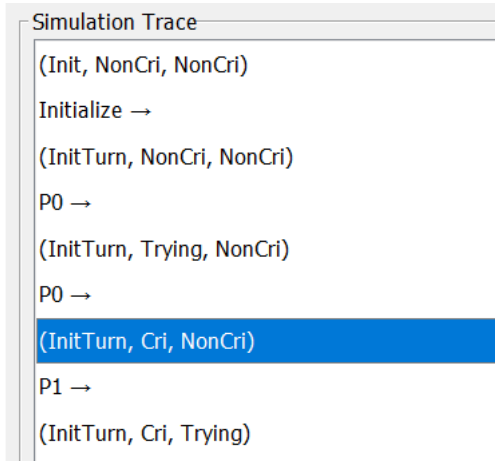 Simulation Trace
(Init, NonCri, NonCri)
Initialize →
(InitTurn, NonCri, NonCri)
P0 →
(InitTurn, Trying, NonCri)
P0 →
(InitTurn, Cri, NonCri)
P1 →
(InitTurn, Cri, Trying)